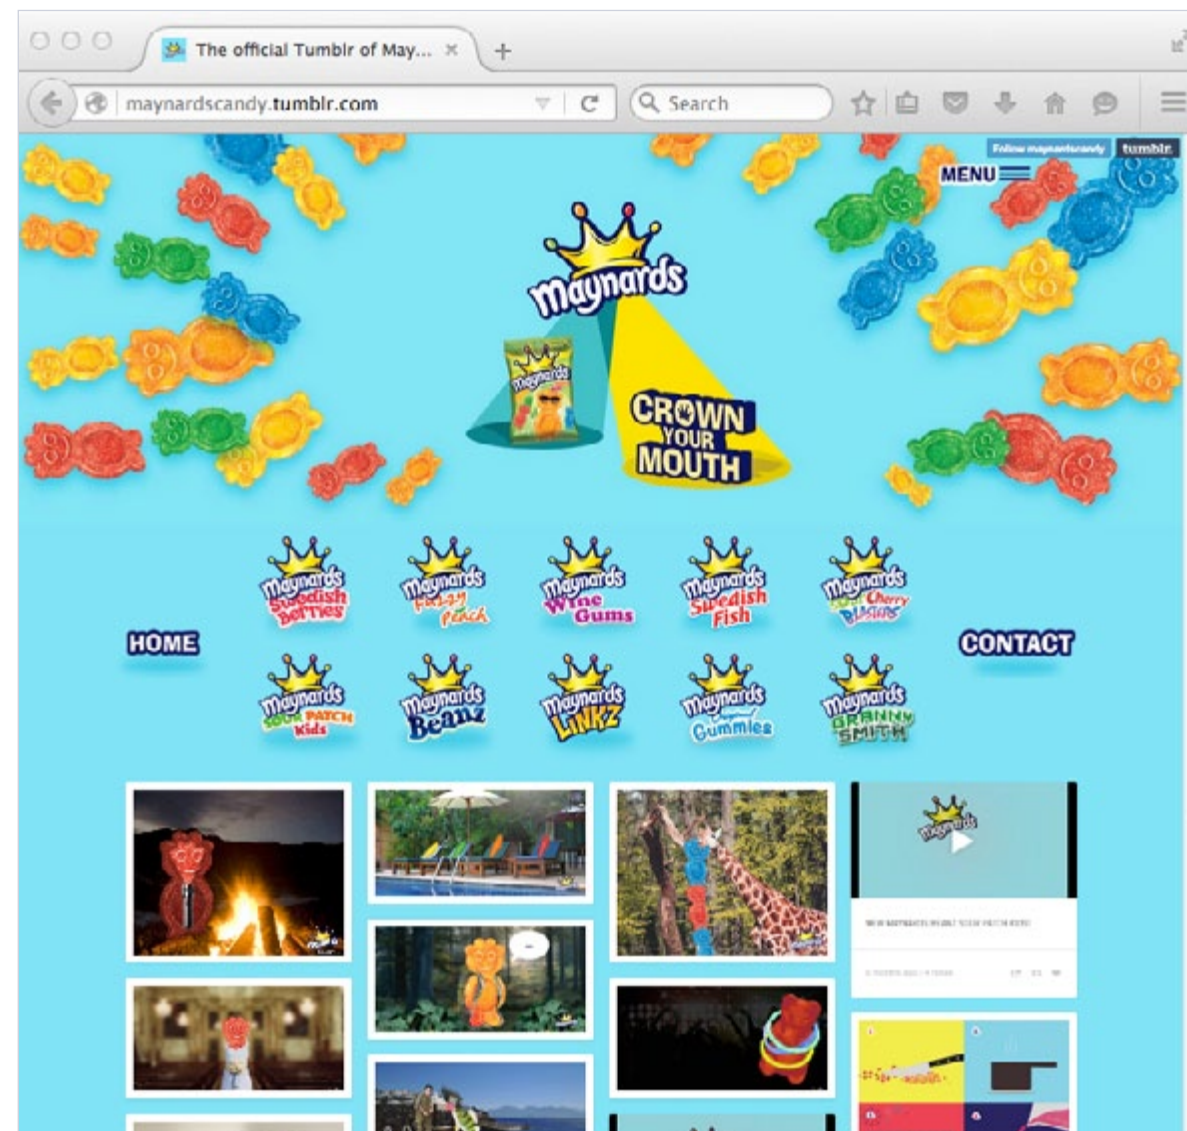 The official Tumblr of May...
maynardscandy.tumblr.com
Search
Follow maynardscandy
tumblr.
MENU
maynards
maynards
CROWN
YOUR
MOUTH
HOME
maynards
Swedish
Berries
maynards
Fuzzy
Peach
maynards
Wine
Gums
maynards
Swedish
Fish
maynards
Sour Cherry
Blasters
CONTACT
maynards
SOUR PATCH
Kids
maynards
Beanz
maynards
LINKZ
maynards
Original
Gummies
maynards
GRANNY
SMITH
maynards